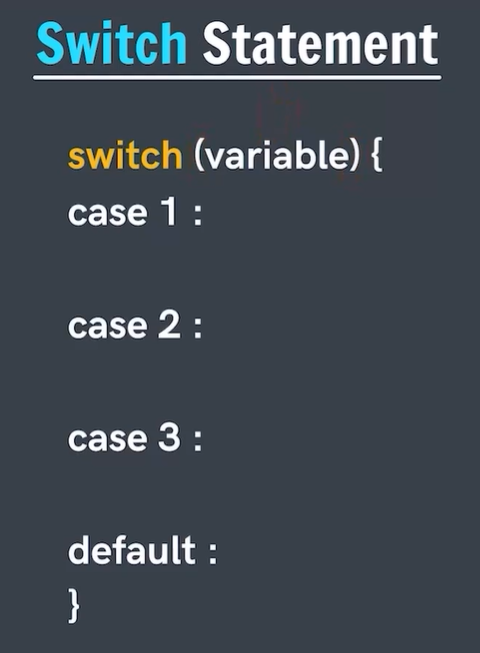 Switch Statement
switch (variable) {
case 1 :
case 2 :
case 3 :
default :
}